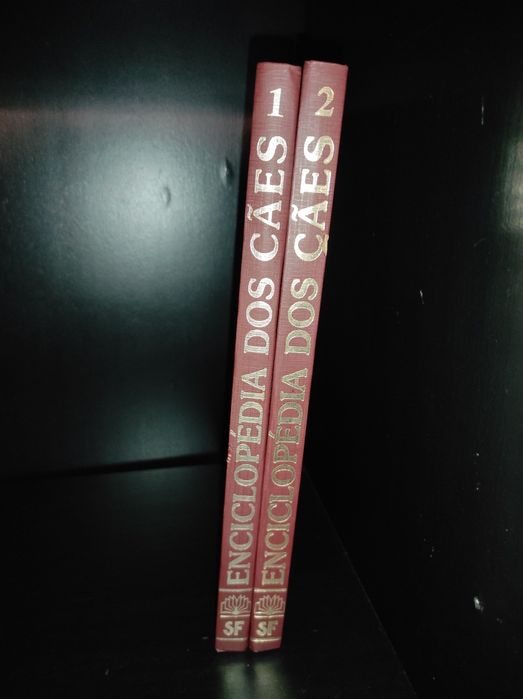 1
ENCICLOPÉDIA DOS CÃES
SF
2
ENCICLOPÉDIA DOS CÃES
SF